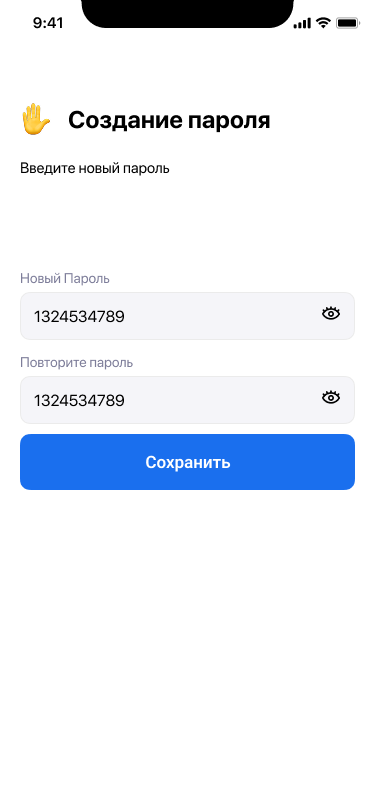 9:41
Создание пароля
Введите новый пароль
Новый Пароль
1324534789
Повторите пароль
1324534789
Сохранить